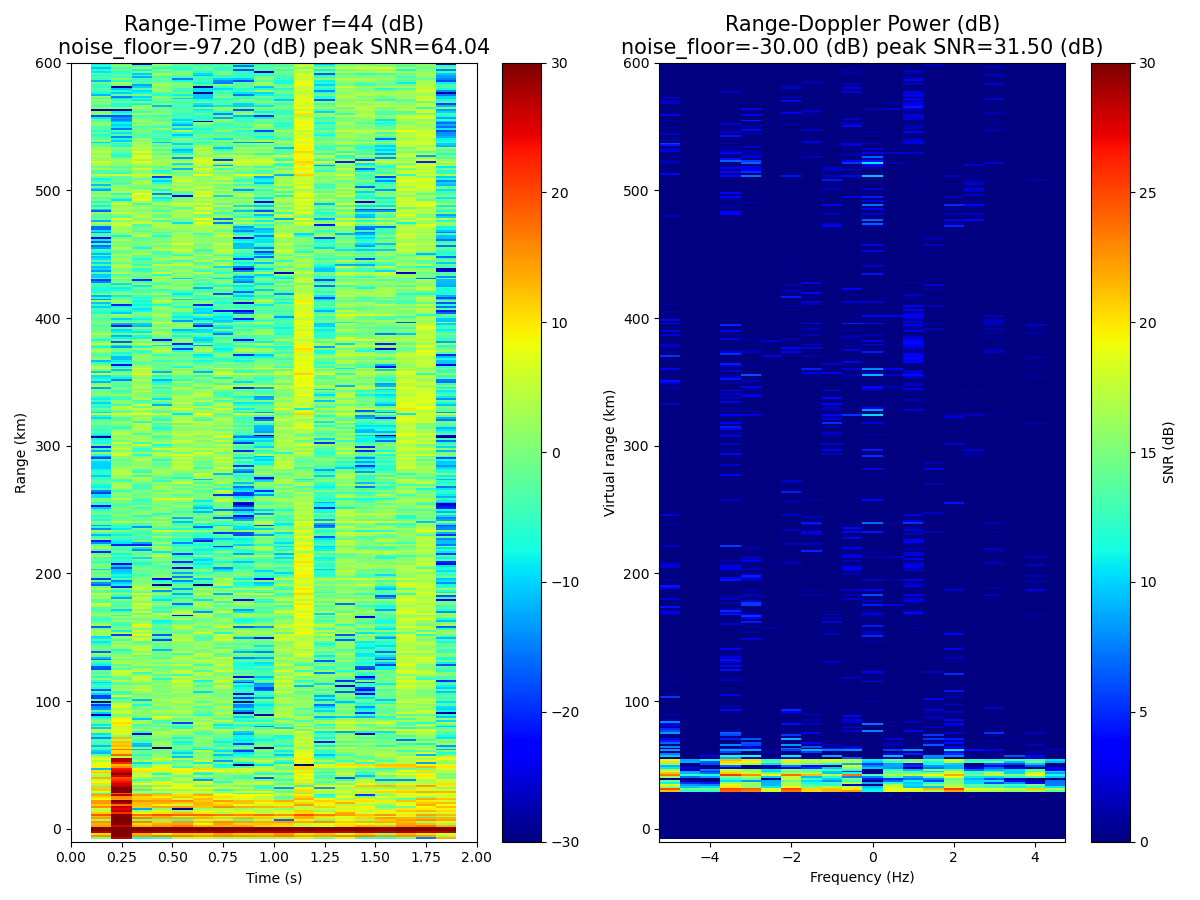 Range-Time Power f=44 (dB)
noise_floor=-97.20 (dB) peak SNR=64.04
600
500
400
300
200
100
0
Range (km)
0.00 0.25 0.50 0.75 1.00 1.25 1.50 1.75 2.00
Time (s)
30
20
10
0
−10
−20
−30
Range-Doppler Power (dB)
noise_floor=-30.00 (dB) peak SNR=31.50 (dB)
600
500
400
300
200
100
0
Virtual range (km)
−4 −2 0 2 4
Frequency (Hz)
30
25
20
15
10
5
0
SNR (dB)